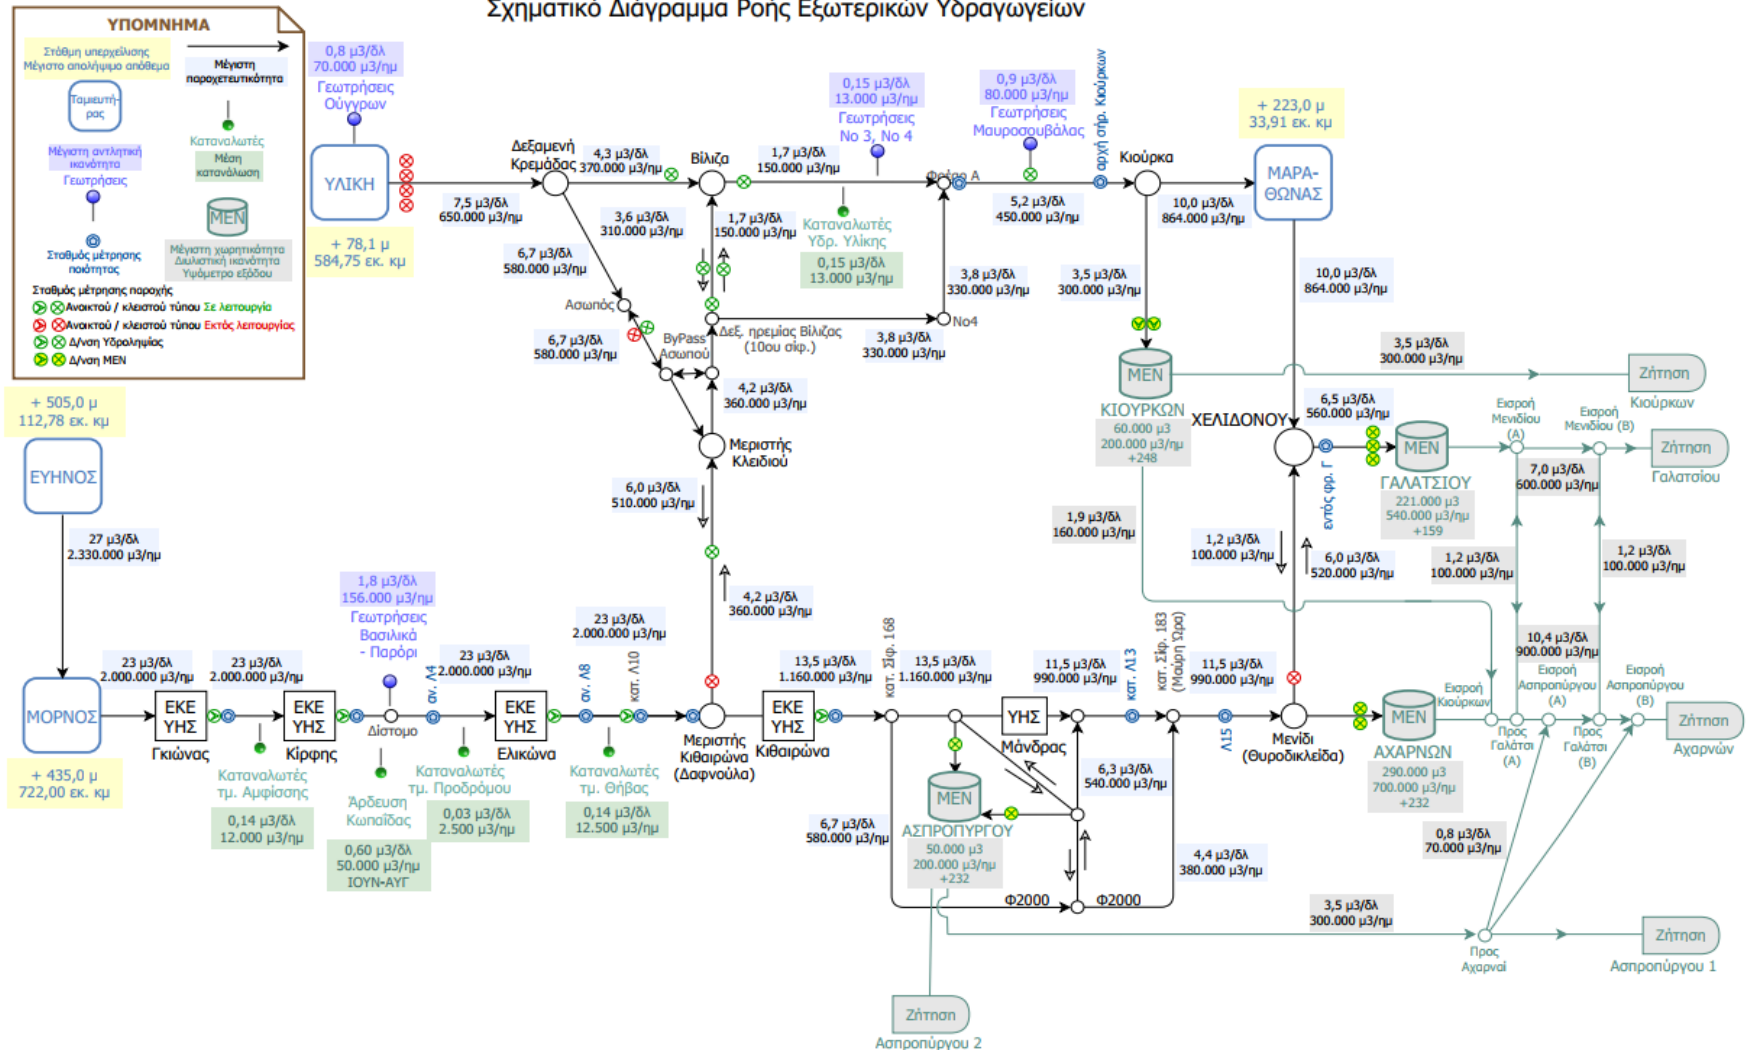 Σχηματικό Διάγραμμα Ροής Εξωτερικών Υδραγωγείων
ΥΠΟΜΝΗΜΑ
Στάθμη υπερχείλισης
Μέγιστο απολήψιμο απόθεμα
Ταμιευτή-
ρας
Μέγιστη
παροχετευτικότητα
Καταναλωτές
Μέση
κατανάλωση
Μέγιστη αντλητική
ικανότητα
Γεωτρήσεις
ΜΕΝ
Μέγιστη χωρητικότητα
Διυλιστική ικανότητα
Υψόμετρο εξόδου
Σταθμός μέτρησης
ποιότητας
Σταθμός μέτρησης παροχής
Ανοικτού / κλειστού τύπου Σε λειτουργία
Ανοικτού / κλειστού τύπου Εκτός λειτουργίας
Δ/νση Υδροληψίας
Δ/νση ΜΕΝ
0,8 μ3/δλ
70.000 μ3/ημ
Γεωτρήσεις
Ούγγρων
ΥΛΙΚΗ
+ 78,1 μ
584,75 εκ. κμ
7,5 μ3/δλ
650.000 μ3/ημ
Δεξαμενή
Κρεμάδας
4,3 μ3/δλ
370.000 μ3/ημ
Βίλιζα
1,7 μ3/δλ
150.000 μ3/ημ
0,15 μ3/δλ
13.000 μ3/ημ
Γεωτρήσεις
Νο 3, Νο 4
Καταναλωτές
Υδρ. Υλίκης
0,15 μ3/δλ
13.000 μ3/ημ
Φρέαρ Α
0,9 μ3/δλ
80.000 μ3/ημ
Γεωτρήσεις
Μαυροσουβάλας
5,2 μ3/δλ
450.000 μ3/ημ
αρχή σήρ. Κιούρκων
Κιούρκα
10,0 μ3/δλ
864.000 μ3/ημ
+ 223,0 μ
33,91 εκ. κμ
ΜΑΡΑ-
ΘΩΝΑΣ
3,6 μ3/δλ
310.000 μ3/ημ
1,7 μ3/δλ
150.000 μ3/ημ
6,7 μ3/δλ
580.000 μ3/ημ
Ασωπός
6,7 μ3/δλ
580.000 μ3/ημ
ByPass
Ασωπού
Δεξ. ηρεμίας Βίλιζας
(10ου σίφ.)
3,8 μ3/δλ
330.000 μ3/ημ
3,8 μ3/δλ
330.000 μ3/ημ
Νο4
4,2 μ3/δλ
360.000 μ3/ημ
Μεριστής
Κλειδιού
6,0 μ3/δλ
510.000 μ3/ημ
4,2 μ3/δλ
360.000 μ3/ημ
3,5 μ3/δλ
300.000 μ3/ημ
ΜΕΝ
ΚΙΟΥΡΚΩΝ
60.000 μ3
200.000 μ3/ημ
+248
10,0 μ3/δλ
864.000 μ3/ημ
3,5 μ3/δλ
300.000 μ3/ημ
Ζήτηση
Κιούρκων
ΧΕΛΙΔΟΝΟΥ
6,5 μ3/δλ
560.000 μ3/ημ
εντός φρ. Γ
ΜΕΝ
ΓΑΛΑΤΣΙΟΥ
221.000 μ3
540.000 μ3/ημ
+159
Εισροή
Μενιδίου
(Α)
Εισροή
Μενιδίου (Β)
Ζήτηση
Γαλατσίου
7,0 μ3/δλ
600.000 μ3/ημ
1,9 μ3/δλ
160.000 μ3/ημ
1,2 μ3/δλ
100.000 μ3/ημ
6,0 μ3/δλ
520.000 μ3/ημ
1,2 μ3/δλ
100.000 μ3/ημ
1,2 μ3/δλ
100.000 μ3/ημ
+ 505,0 μ
112,78 εκ. κμ
ΕΥΗΝΟΣ
27 μ3/δλ
2.330.000 μ3/ημ
ΜΟΡΝΟΣ
+ 435,0 μ
722,00 εκ. κμ
23 μ3/δλ
2.000.000 μ3/ημ
ΕΚΕ
ΥΗΣ
Γκιώνας
23 μ3/δλ
2.000.000 μ3/ημ
Καταναλωτές
τμ. Αμφίσσης
0,14 μ3/δλ
12.000 μ3/ημ
ΕΚΕ
ΥΗΣ
Κίρφης
1,8 μ3/δλ
156.000 μ3/ημ
Γεωτρήσεις
Βασιλικά
- Παρόρι
Δίστομο
Άρδευση
Κωπαΐδας
0,60 μ3/δλ
50.000 μ3/ημ
ΙΟΥΝ-ΑΥΓ
αν. Λ4
23 μ3/δλ
2.000.000 μ3/ημ
Καταναλωτές
τμ. Προδρόμου
0,03 μ3/δλ
2.500 μ3/ημ
ΕΚΕ
ΥΗΣ
Ελικώνα
23 μ3/δλ
2.000.000 μ3/ημ
αν. Λ8
κατ. Λ10
Καταναλωτές
τμ. Θήβας
0,14 μ3/δλ
12.500 μ3/ημ
Μεριστής
Κιθαιρώνα
(Δαφνούλα)
ΕΚΕ
ΥΗΣ
Κιθαιρώνα
13,5 μ3/δλ
1.160.000 μ3/ημ
κατ. Σίφ. 168
13,5 μ3/δλ
1.160.000 μ3/ημ
ΥΗΣ
Μάνδρας
11,5 μ3/δλ
990.000 μ3/ημ
κατ. Λ13
κατ. Σίφ. 183
(Μαύρη Ώρα)
11,5 μ3/δλ
990.000 μ3/ημ
Λ15
Μενίδι
(Θυροδικλείδα)
ΜΕΝ
ΑΧΑΡΝΩΝ
290.000 μ3
700.000 μ3/ημ
+232
Εισροή
Κιούρκων
10,4 μ3/δλ
900.000 μ3/ημ
Εισροή
Ασπροπύργου
(Α)
Εισροή
Ασπροπύργου
(Β)
Προς
Γαλάτσι
(Α)
Προς
Γαλάτσι
(Β)
Ζήτηση
Αχαρνών
ΜΕΝ
ΑΣΠΡΟΠΥΡΓΟΥ
50.000 μ3
200.000 μ3/ημ
+232
6,7 μ3/δλ
580.000 μ3/ημ
6,3 μ3/δλ
540.000 μ3/ημ
4,4 μ3/δλ
380.000 μ3/ημ
Φ2000
Φ2000
0,8 μ3/δλ
70.000 μ3/ημ
3,5 μ3/δλ
300.000 μ3/ημ
Προς
Αχαρναί
Ζήτηση
Ασπροπύργου 1
Ζήτηση
Ασπροπύργου 2